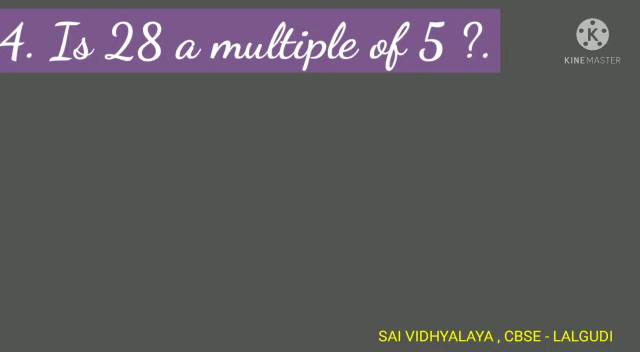 4. Is 28 a multiple of 5 ?.
K
KINEMASTER
SAI VIDHYALAYA , CBSE - LALGUDI